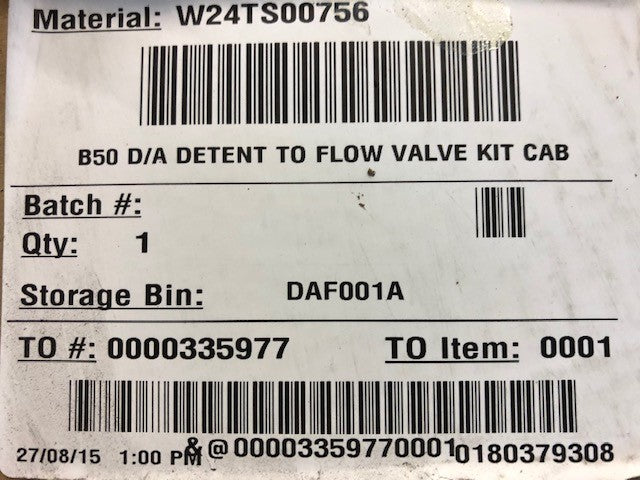 Material: W24TS00756
B50 D/A DETENT TO FLOW VALVE KIT CAB
Batch #:
Qty: 1
Storage Bin: DAF001A
TO #: 0000335977 TO Item: 0001
27/08/15 1:00 PM & @ 00003359770001 0180379308